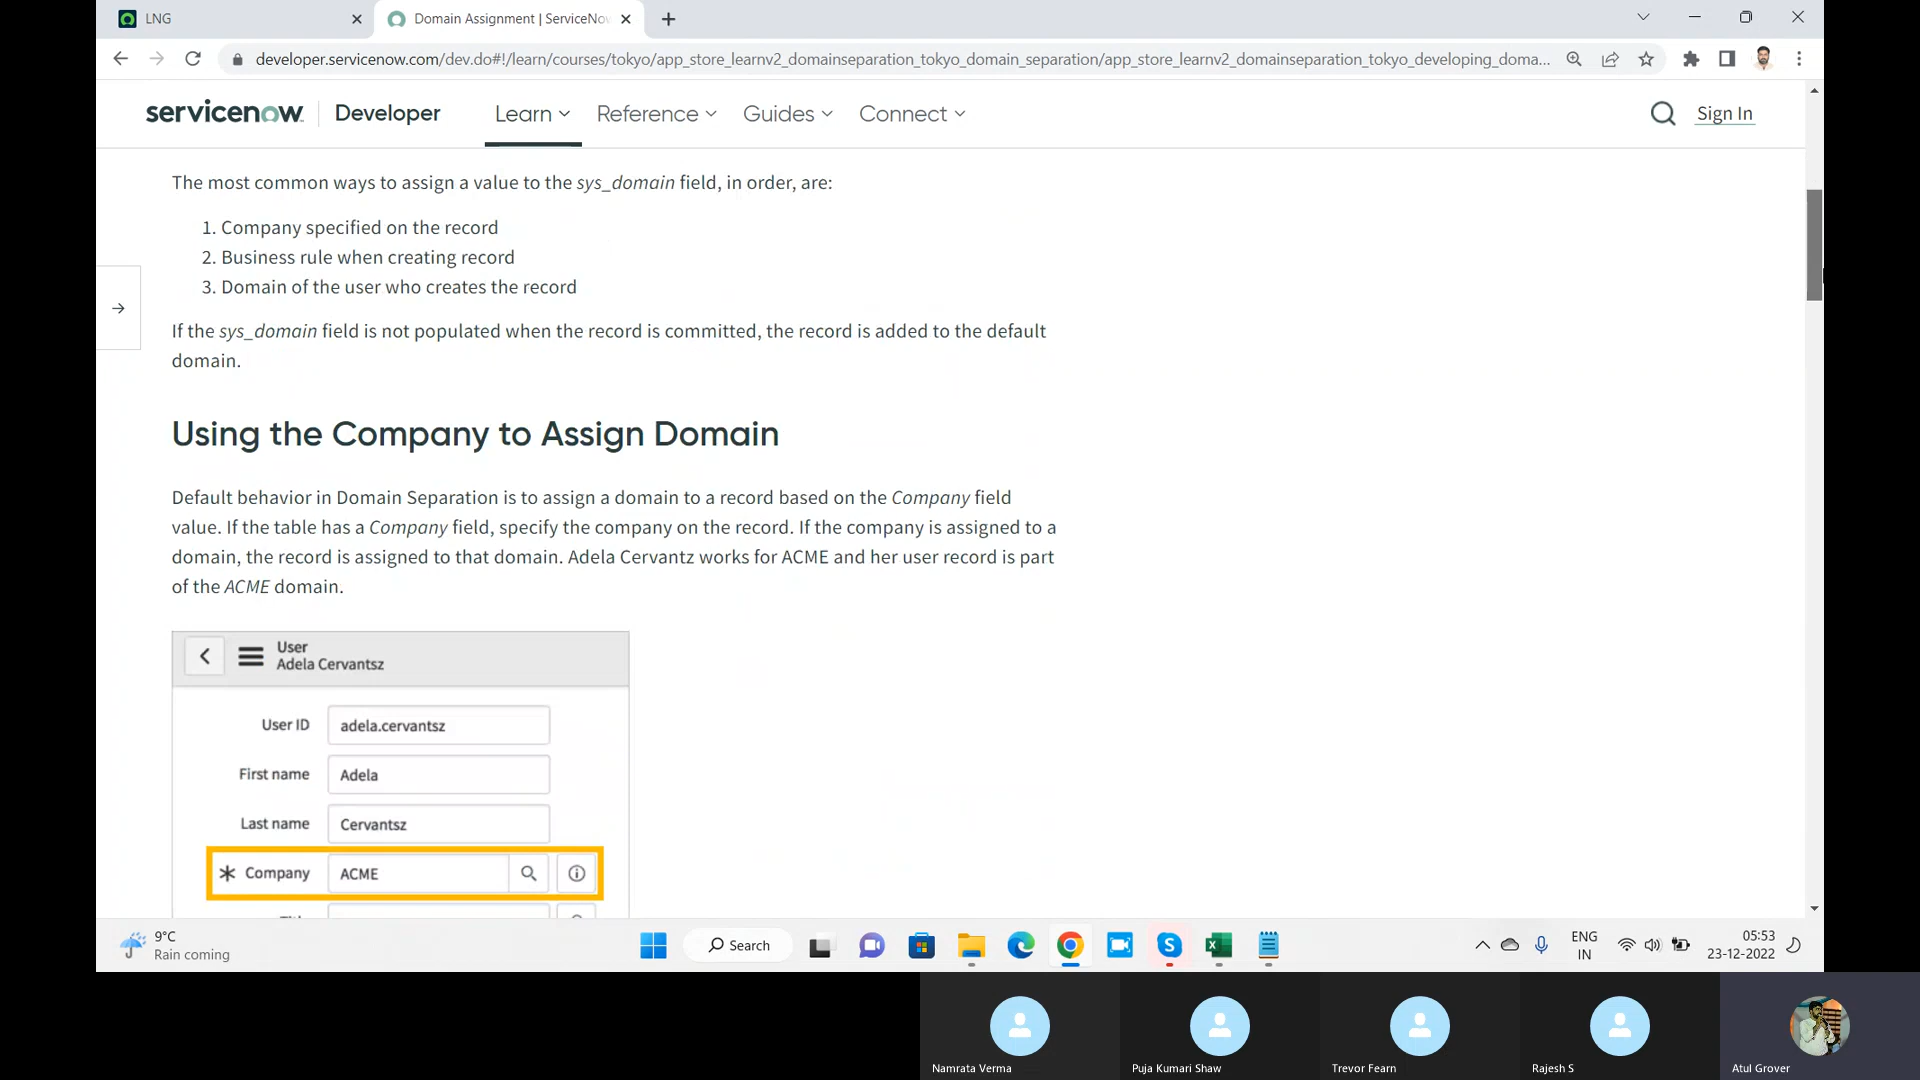 LNG
Domain Assignment | ServiceNo
developer.servicenow.com/dev.do#!/learn/courses/tokyo/app_store_learnv2_domainseparation_tokyo_domain_separation/app_store_learnv2_domainseparation_tokyo_developing_doma...
servicenow Developer Learn Reference Guides Connect Sign In
The most common ways to assign a value to the sys_domain field, in order, are:
1. Company specified on the record
2. Business rule when creating record
3. Domain of the user who creates the record
If the sys_domain field is not populated when the record is committed, the record is added to the default
domain.
Using the Company to Assign Domain
Default behavior in Domain Separation is to assign a domain to a record based on the Company field
value. If the table has a Company field, specify the company on the record. If the company is assigned to a
domain, the record is assigned to that domain. Adela Cervantz works for ACME and her user record is part
of the ACME domain.
User
Adela Cervantsz
User ID adela.cervantsz
First name Adela
Last name Cervantsz
Company ACME
9°C
Rain coming
Search
ENG
IN
05:53
23-12-2022
Namrata Verma
Puja Kumari Shaw
Trevor Fearn
Rajesh S
Atul Grover